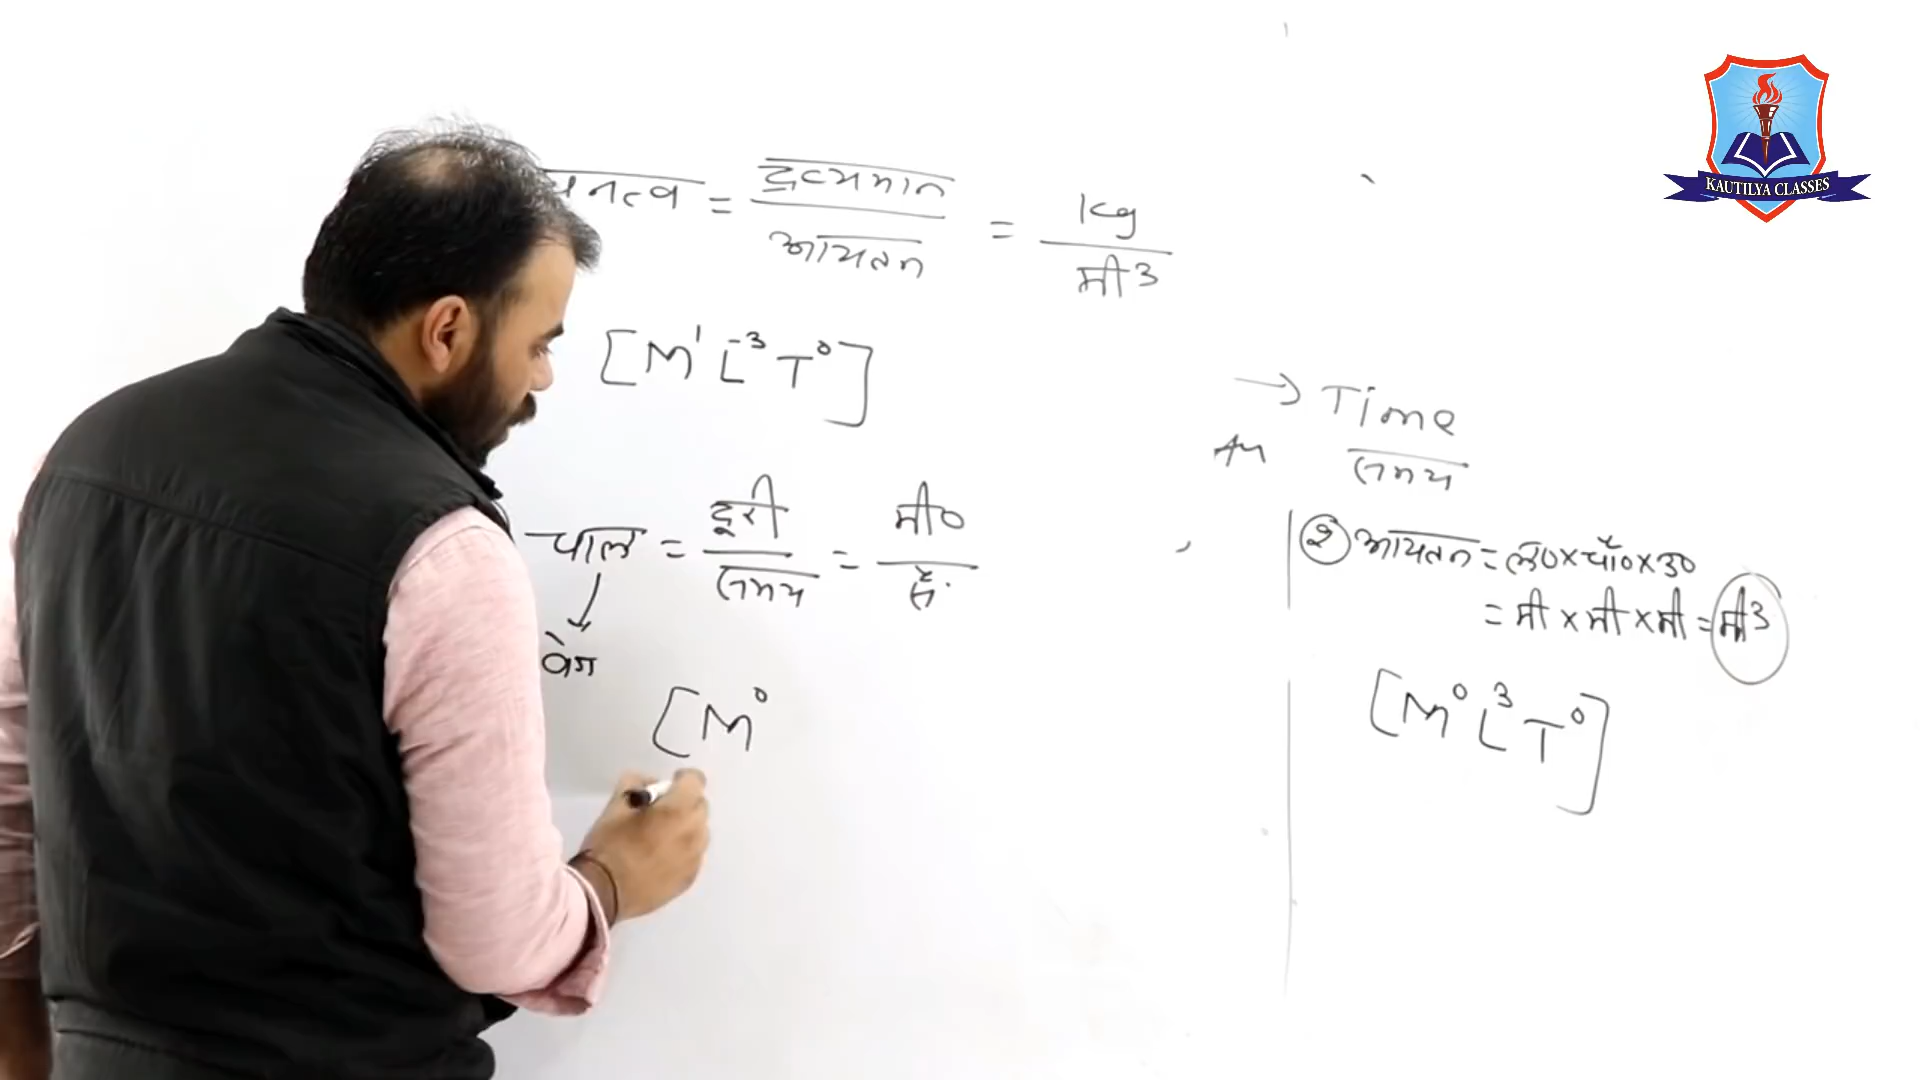 KAUTILYA CLASSES
घनत्व = द्रव्यमान / आयतन = Kg / मी³
[M¹ L⁻³ T⁰]
→ Time
समय
चाल = दूरी / समय = मी० / सें.
वेग
[M⁰
② आयतन = ल०×चौ०×ऊ०
= मी × मी × मी = मी³
[M⁰ L³ T⁰]